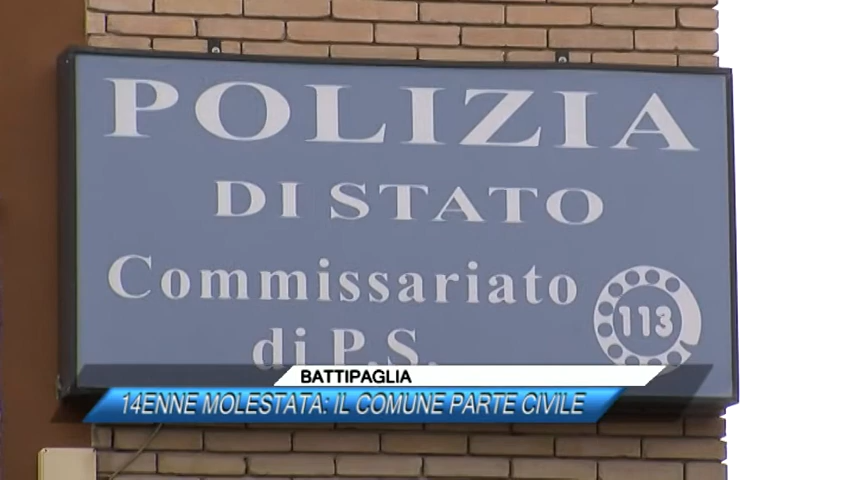 POLIZIA
DI STATO
Commissariato
di P.S.
113
BATTIPAGLIA
14ENNE MOLESTATA: IL COMUNE PARTE CIVILE